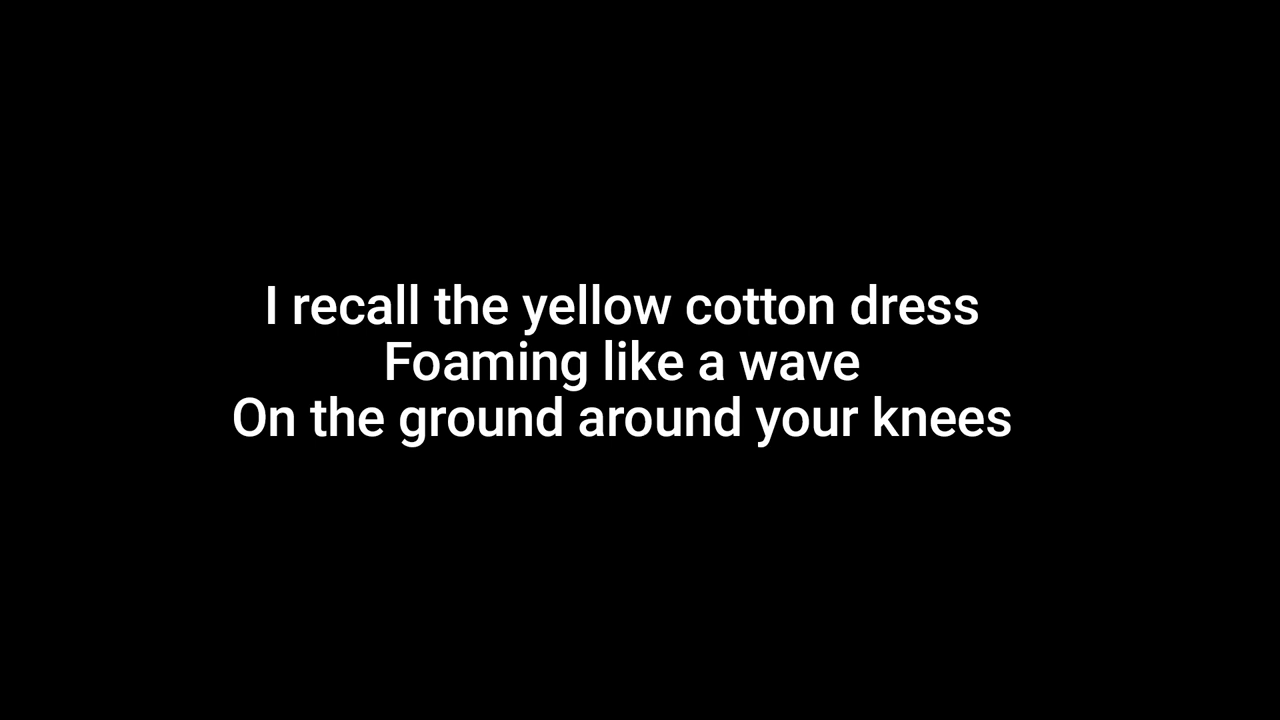 I recall the yellow cotton dress
Foaming like a wave
On the ground around your knees